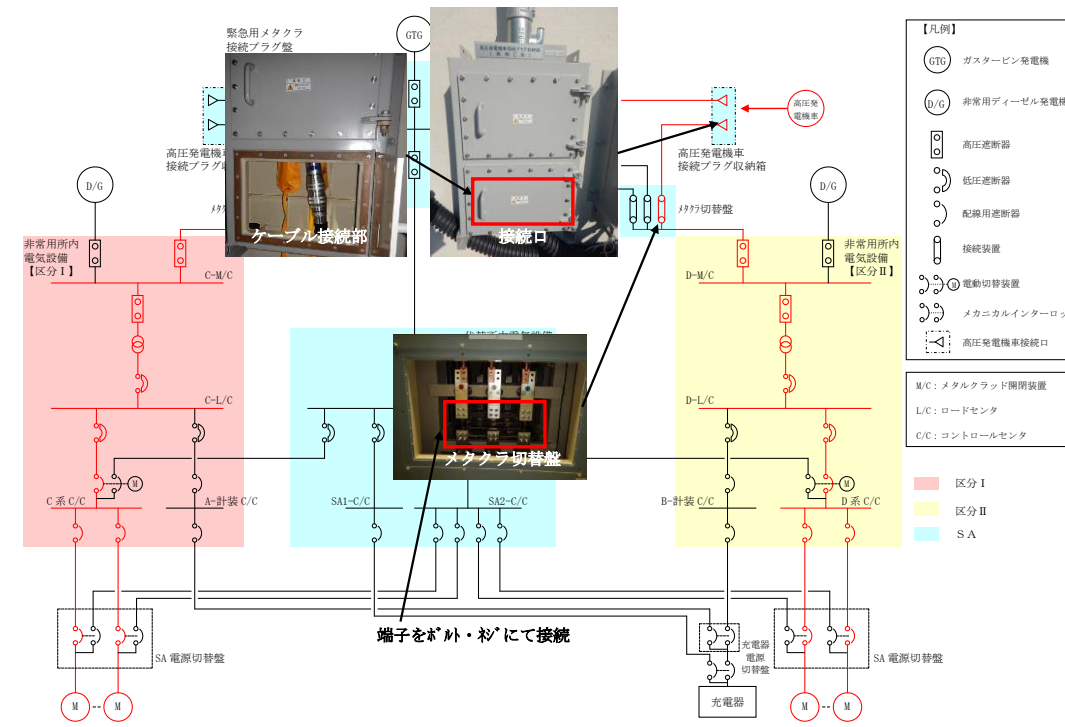 緊急用メタクラ
接続プラグ盤
GTG
高圧発電機車
接続プラグ収納箱
高圧発
電機車
高圧発電機車
接続プラグ収納箱
メタクラ切替盤
D/G
D/G
ケーブル接続部
接続口
非常用所内
電気設備
【区分Ⅰ】
C-M/C
D-M/C
非常用所内
電気設備
【区分Ⅱ】
C-L/C
D-L/C
メタクラ切替盤
M
M
C系C/C
A-計装C/C
SA1-C/C
SA2-C/C
B-計装C/C
D系C/C
端子をボルト・ネジにて接続
SA電源切替盤
充電器
電源
切替盤
SA電源切替盤
M
M
充電器
M
M
【凡例】
GTG ガスタービン発電機
D/G 非常用ディーゼル発電機
高圧遮断器
低圧遮断器
配線用遮断器
接続装置
M 電動切替装置
メカニカルインターロッ
高圧発電機車接続口
M/C：メタルクラッド開閉装置
L/C：ロードセンタ
C/C：コントロールセンタ
区分Ⅰ
区分Ⅱ
SA